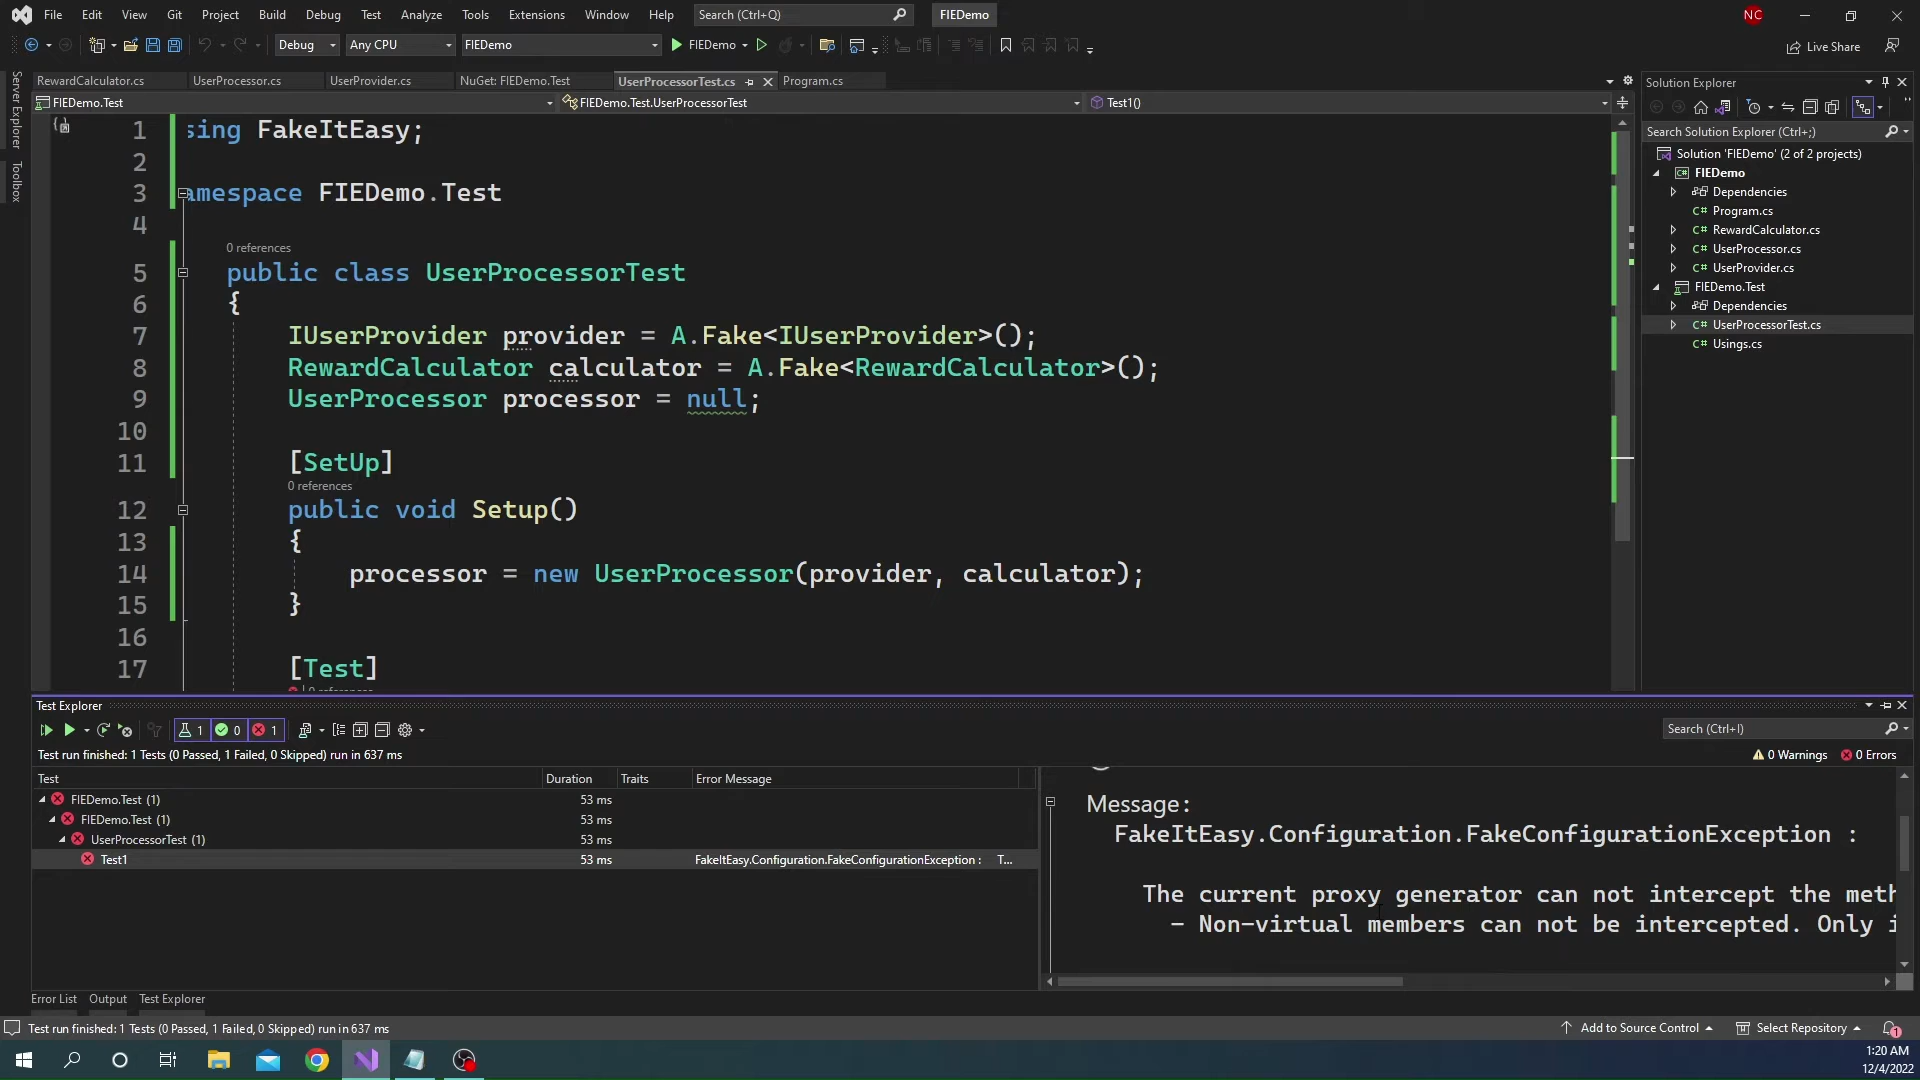 File Edit View Git Project Build Debug Test Analyze Tools Extensions Window Help Search (Ctrl+Q) FIEDemo NC
Debug Any CPU FIEDemo FIEDemo Live Share
RewardCalculator.cs UserProcessor.cs UserProvider.cs NuGet: FIEDemo.Test UserProcessorTest.cs Program.cs
FIEDemo.Test FIEDemo.Test.UserProcessorTest Test1()
Server Explorer
Toolbox
1 sing FakeItEasy;
2
3 amespace FIEDemo.Test
4
0 references
5 public class UserProcessorTest
6 {
7 IUserProvider provider = A.Fake<IUserProvider>();
8 RewardCalculator calculator = A.Fake<RewardCalculator>();
9 UserProcessor processor = null;
10
11 [SetUp]
0 references
12 public void Setup()
13 {
14 processor = new UserProcessor(provider, calculator);
15 }
16
17 [Test]
0 references
Solution Explorer
Search Solution Explorer (Ctrl+;)
Solution 'FIEDemo' (2 of 2 projects)
FIEDemo
Dependencies
C# Program.cs
C# RewardCalculator.cs
C# UserProcessor.cs
C# UserProvider.cs
FIEDemo.Test
Dependencies
C# UserProcessorTest.cs
C# Usings.cs
Test Explorer
1 0 1 Search (Ctrl+I)
Test run finished: 1 Tests (0 Passed, 1 Failed, 0 Skipped) run in 637 ms 0 Warnings 0 Errors
Test Duration Traits Error Message
FIEDemo.Test (1) 53 ms
FIEDemo.Test (1) 53 ms
UserProcessorTest (1) 53 ms
Test1 53 ms FakeItEasy.Configuration.FakeConfigurationException : T...
Message:
FakeItEasy.Configuration.FakeConfigurationException :
The current proxy generator can not intercept the meth
- Non-virtual members can not be intercepted. Only i
Error List Output Test Explorer
Test run finished: 1 Tests (0 Passed, 1 Failed, 0 Skipped) run in 637 ms Add to Source Control Select Repository 1
1:20 AM
12/4/2022